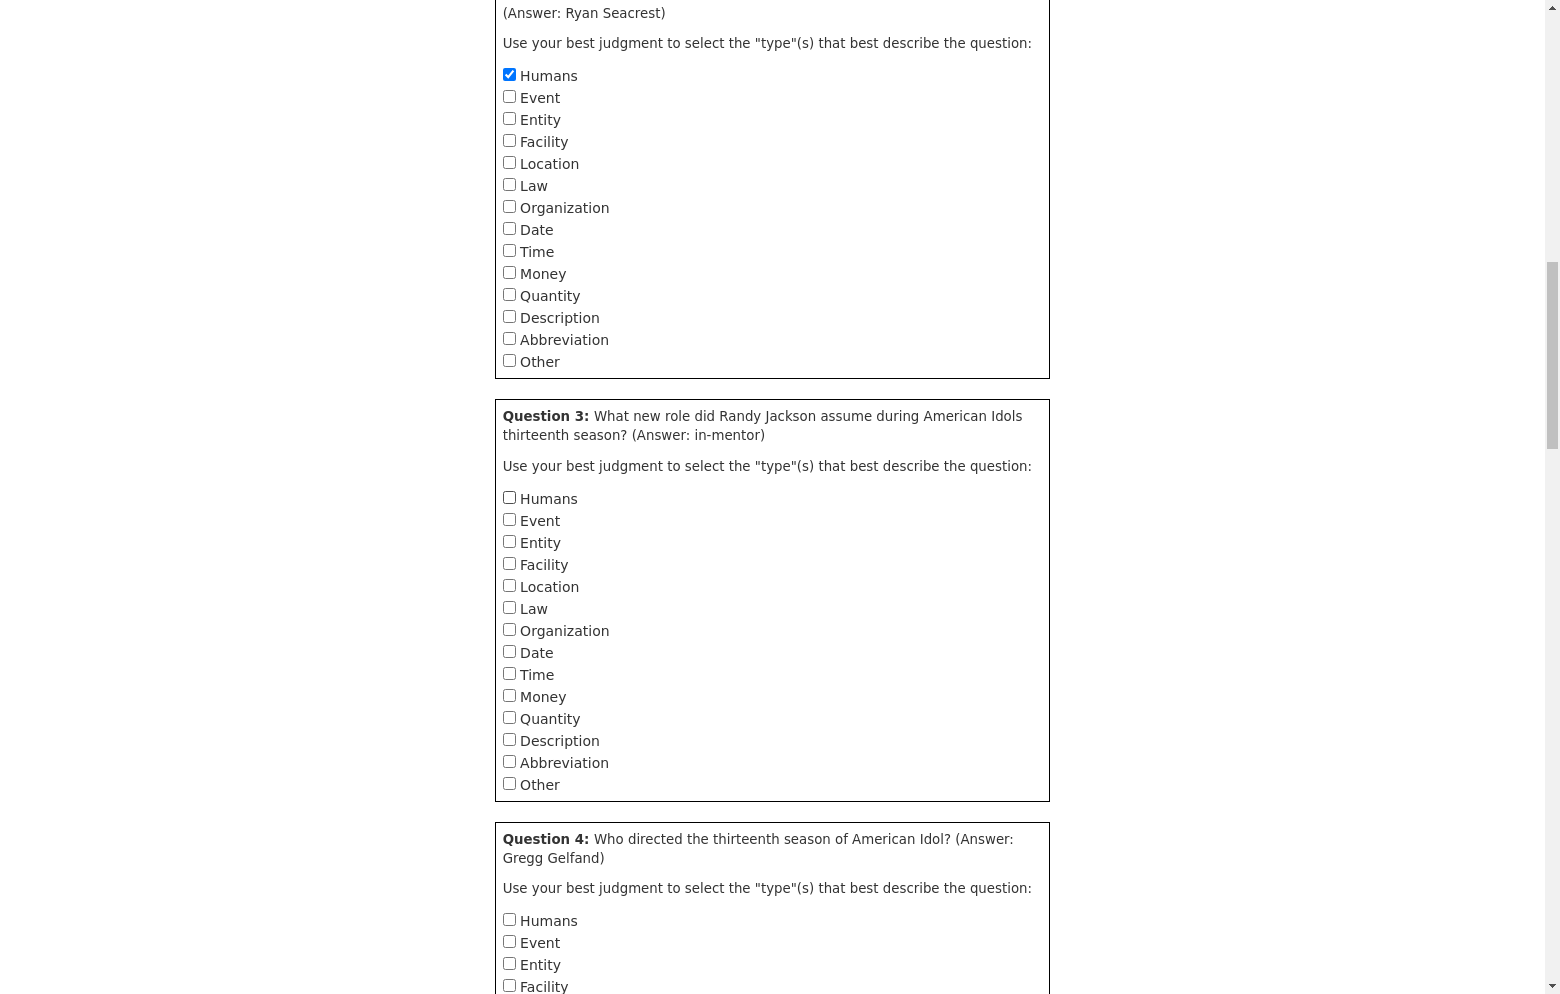 (Answer: Ryan Seacrest)
Use your best judgment to select the "type"(s) that best describe the question:
Humans
Event
Entity
Facility
Location
Law
Organization
Date
Time
Money
Quantity
Description
Abbreviation
Other
Question 3: What new role did Randy Jackson assume during American Idols
thirteenth season? (Answer: in-mentor)
Use your best judgment to select the "type"(s) that best describe the question:
Humans
Event
Entity
Facility
Location
Law
Organization
Date
Time
Money
Quantity
Description
Abbreviation
Other
Question 4: Who directed the thirteenth season of American Idol? (Answer:
Gregg Gelfand)
Use your best judgment to select the "type"(s) that best describe the question:
Humans
Event
Entity
Facility